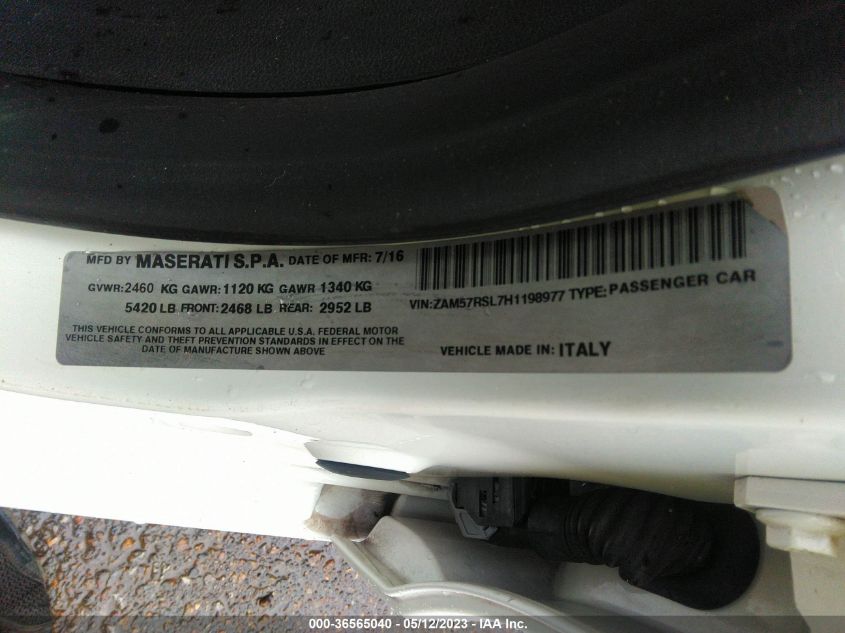 MFD BY MASERATI S.P.A. DATE OF MFR: 7/16
GVWR: 2460 KG GAWR: 1120 KG GAWR 1340 KG
5420 LB FRONT: 2468 LB REAR: 2952 LB
THIS VEHICLE CONFORMS TO ALL APPLICABLE U.S.A. FEDERAL MOTOR
VEHICLE SAFETY AND THEFT PREVENTION STANDARDS IN EFFECT ON THE
DATE OF MANUFACTURE SHOWN ABOVE
VIN: ZAM57RSL7H1198977 TYPE: PASSENGER CAR
VEHICLE MADE IN: ITALY
000-36565040 - 05/12/2023 - IAA Inc.